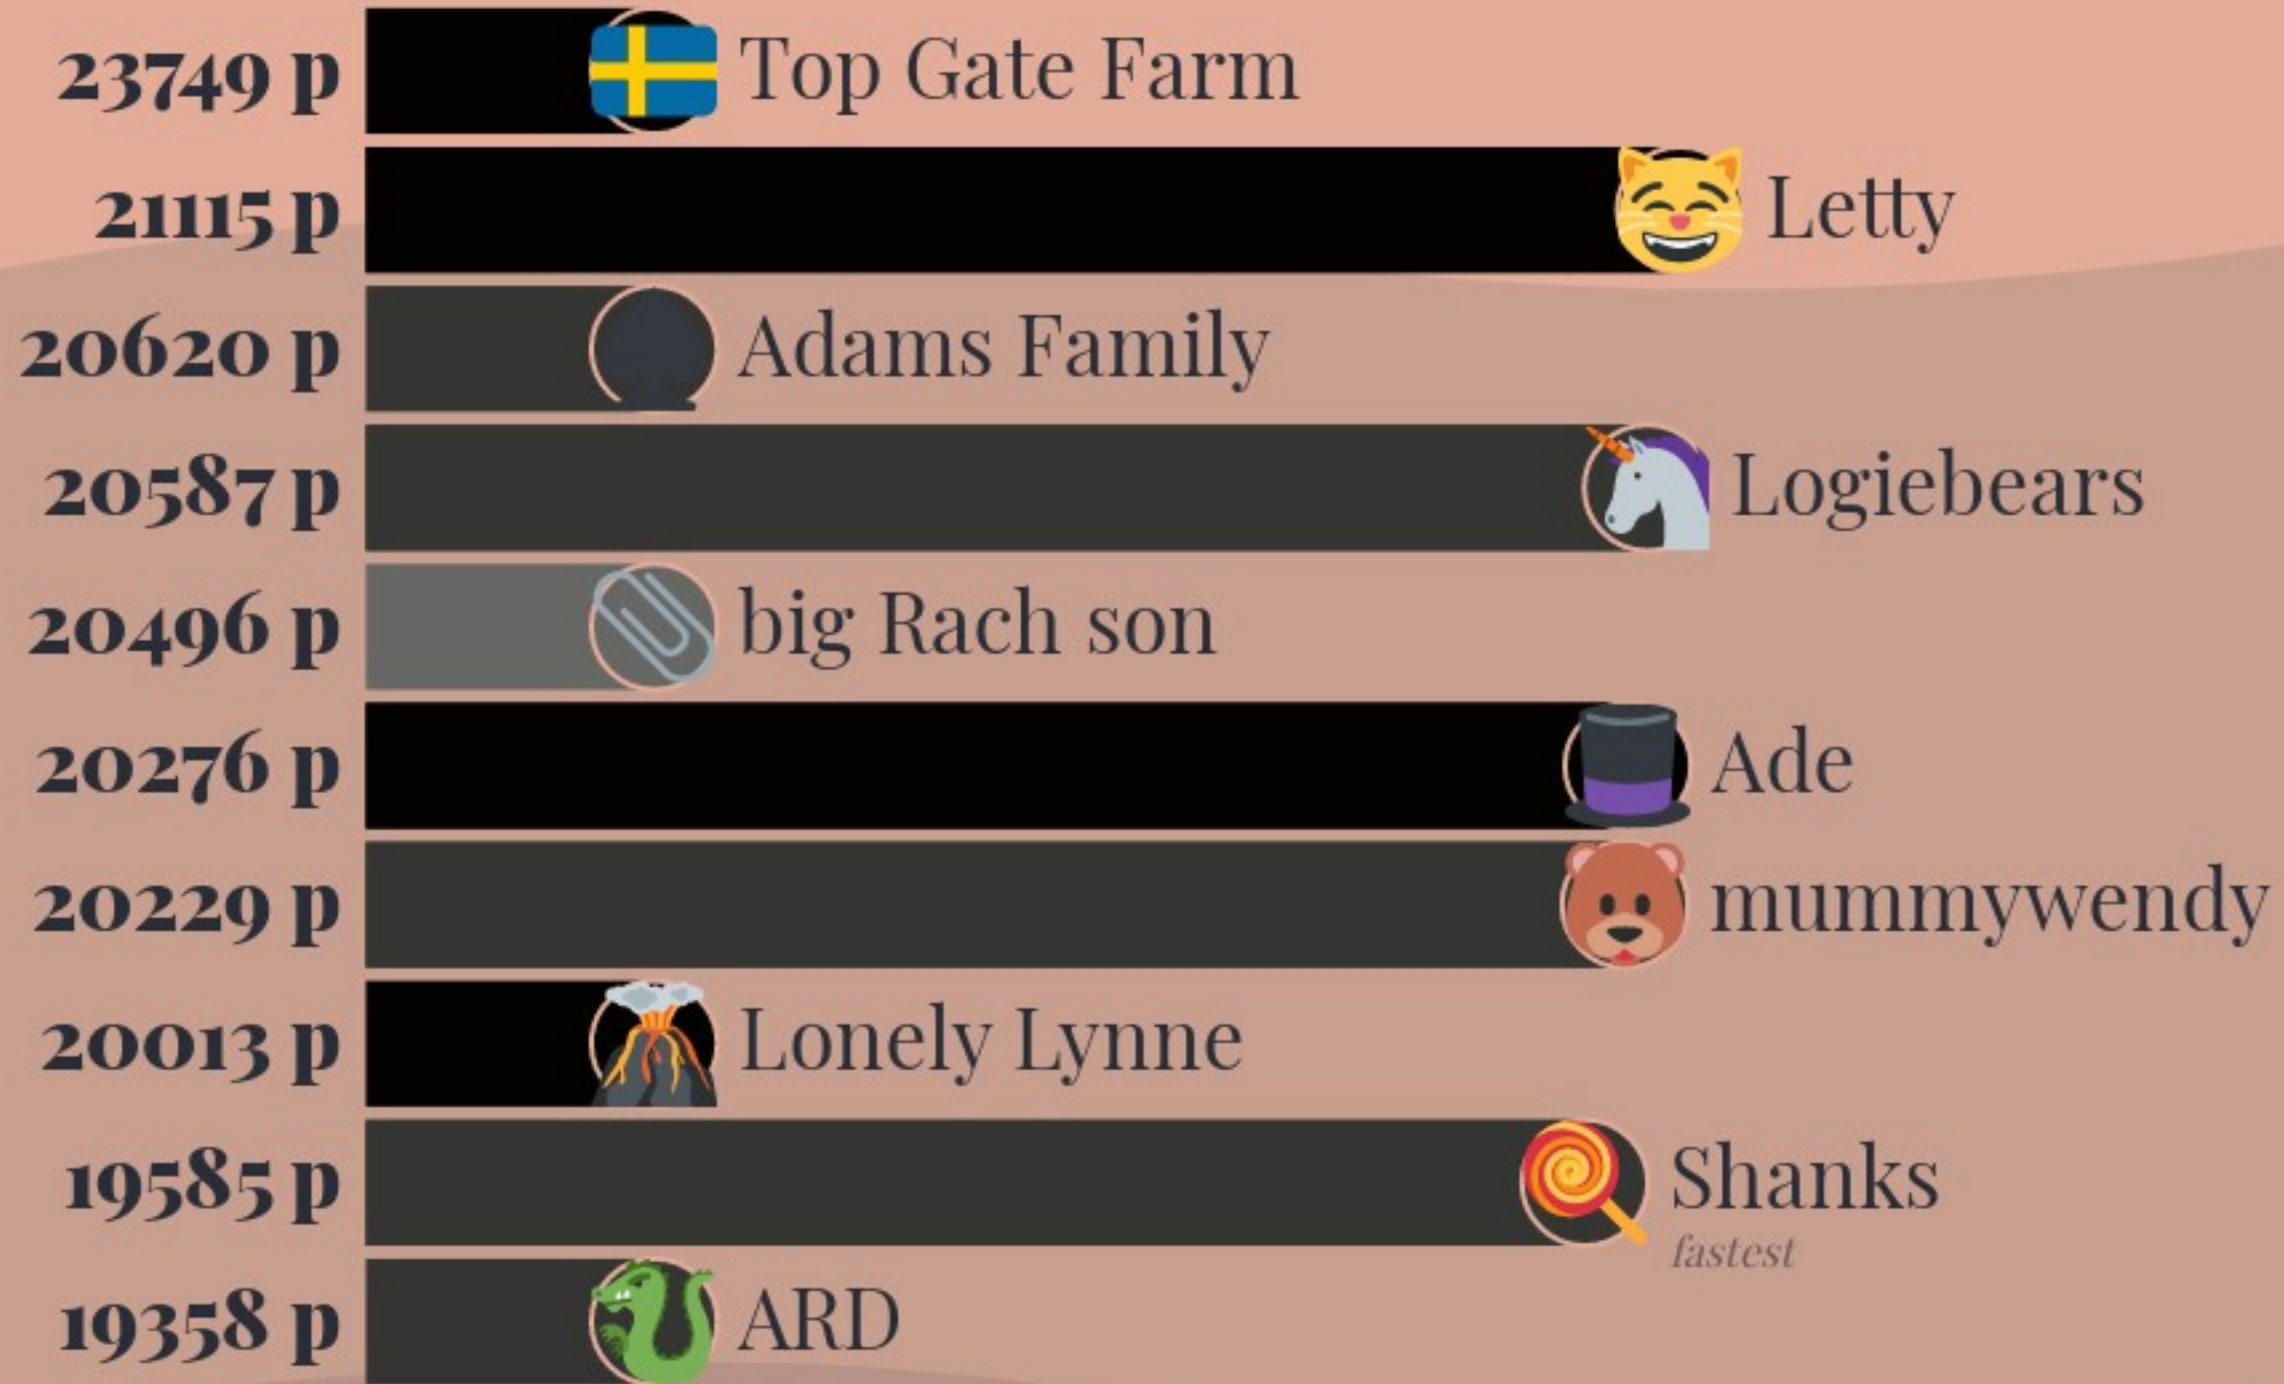 23749 p Top Gate Farm
21115 p Letty
20620 p Adams Family
20587 p Logiebears
20496 p big Rach son
20276 p Ade
20229 p mummywendy
20013 p Lonely Lynne
19585 p Shanks
fastest
19358 p ARD